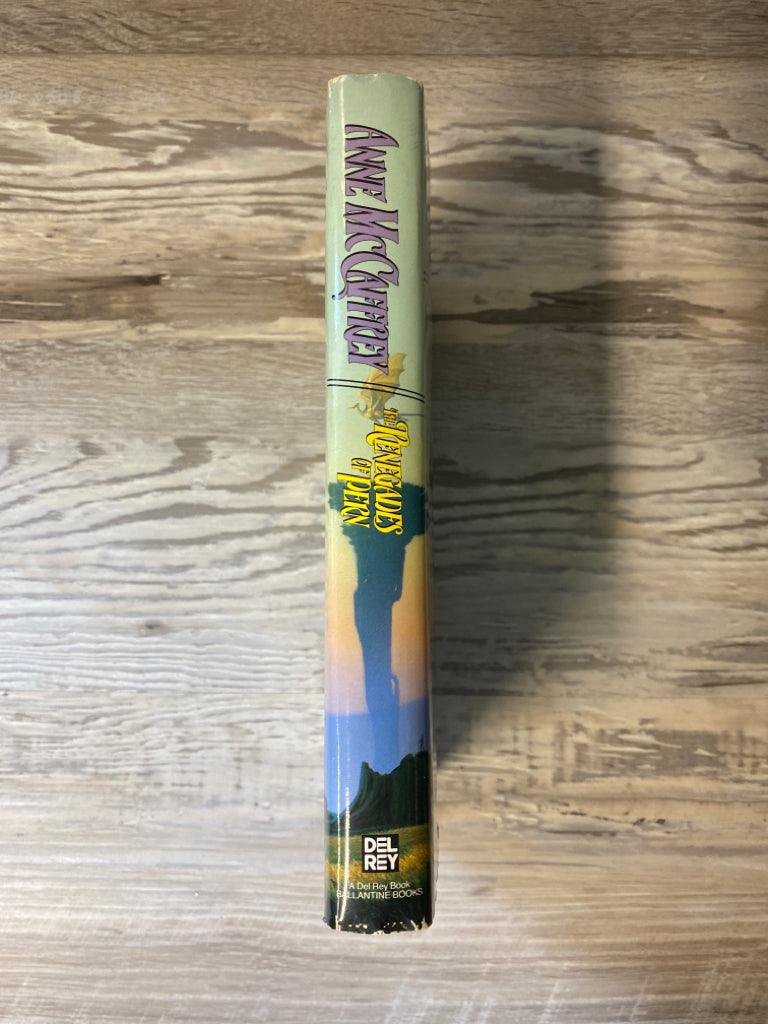 ANNE MCCAFFREY
THE RENEGADES
OF PERN
DEL
REY
A Del Rey Book
BALLANTINE BOOKS